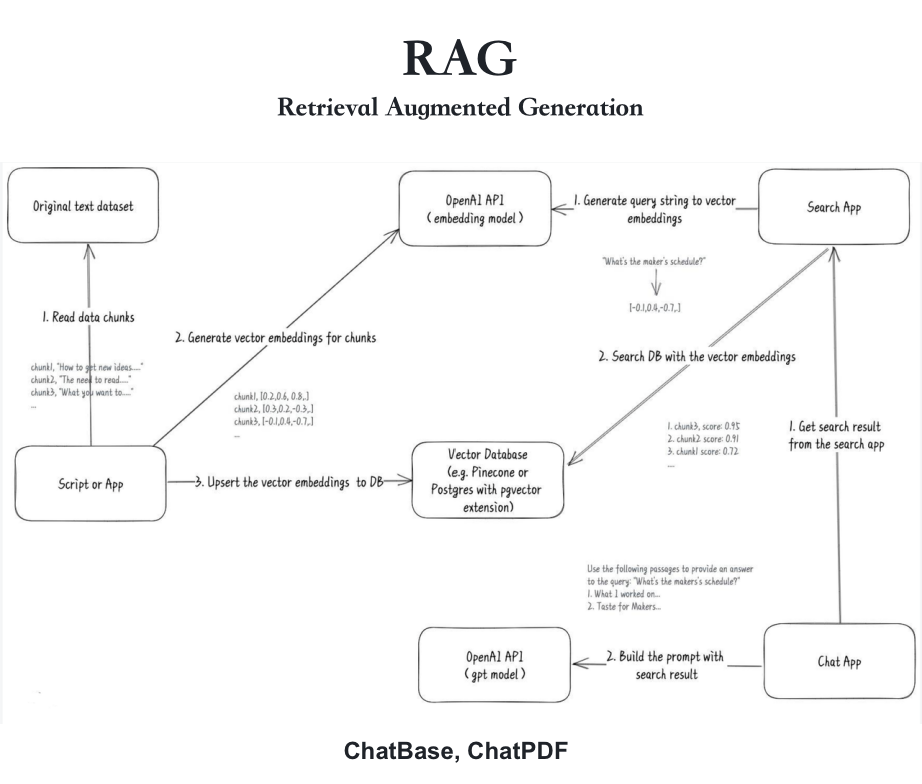 RAG
Retrieval Augmented Generation
Original text dataset
OpenAI API
(embedding model)
1. Generate query string to vector
embeddings
Search App
"What's the maker's schedule?"
[-0.1,0.4,-0.7,]
1. Read data chunks
2. Generate vector embeddings for chunks
2. Search DB with the vector embeddings
chunk1, "How to get new ideas...."
chunk2, "The need to read...."
chunk3, "What you want to...."
...
chunk1, [0.2,0.6, 0.8,]
chunk2, [0.3,0.2,-0.3,]
chunk3, [-0.1,0.4,-0.7,]
...
1. chunk3, score: 0.95
2. chunk2 score: 0.91
3. chunk1 score: 0.72
....
1. Get search result
from the search app
Script or App
3. Upsert the vector embeddings to DB
Vector Database
(e.g. Pinecone or
Postgres with pgvector
extension)
Use the following passages to provide an answer
to the query: "What's the makers's schedule?"
1. What I worked on...
2. Taste for Makers...
OpenAI API
(gpt model)
2. Build the prompt with
search result
Chat App
ChatBase, ChatPDF